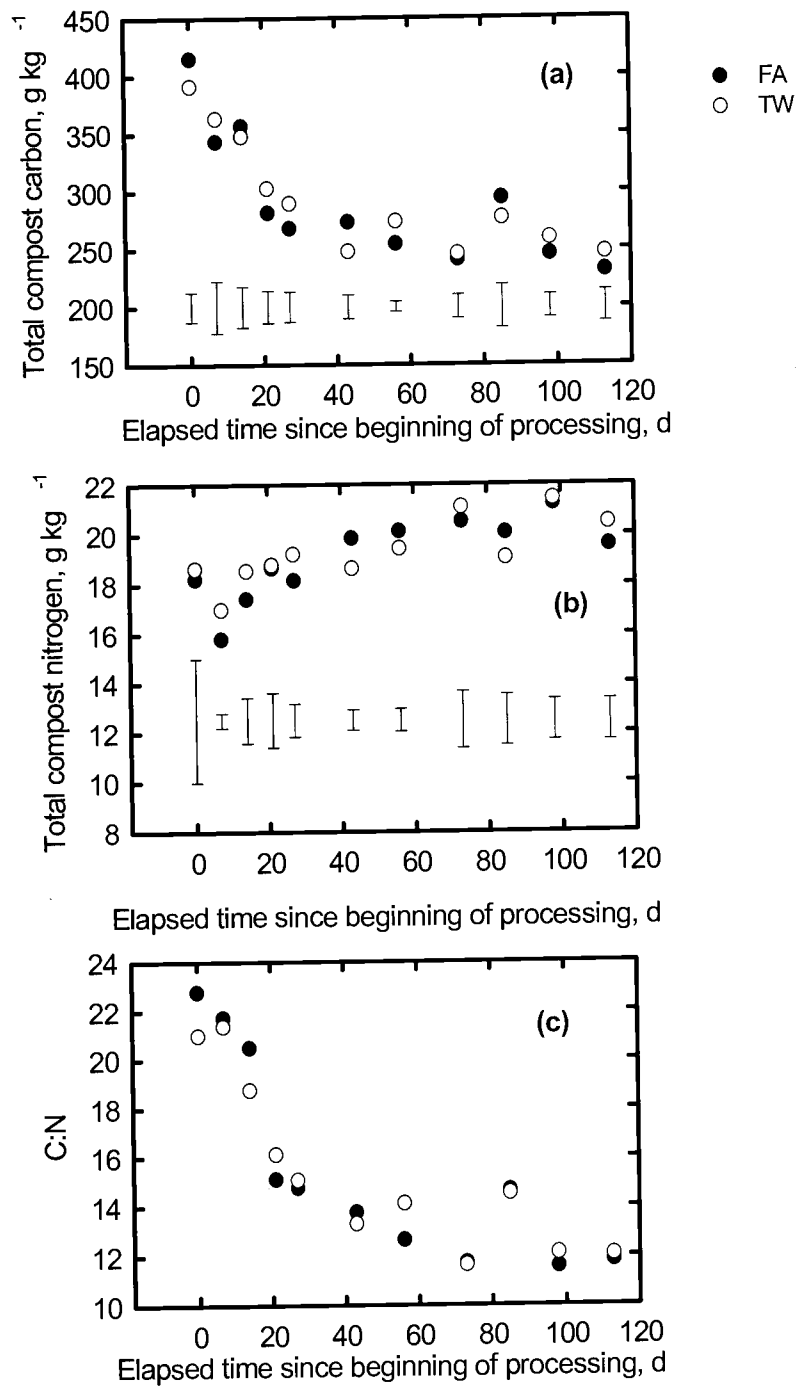 450
400
350
300
250
200
150
Total compost carbon, g kg -1
(a)
FA
TW
0 20 40 60 80 100 120
Elapsed time since beginning of processing, d
22
20
18
16
14
12
10
8
Total compost nitrogen, g kg -1
(b)
0 20 40 60 80 100 120
Elapsed time since beginning of processing, d
24
22
20
18
16
14
12
10
C:N
(c)
0 20 40 60 80 100 120
Elapsed time since beginning of processing, d